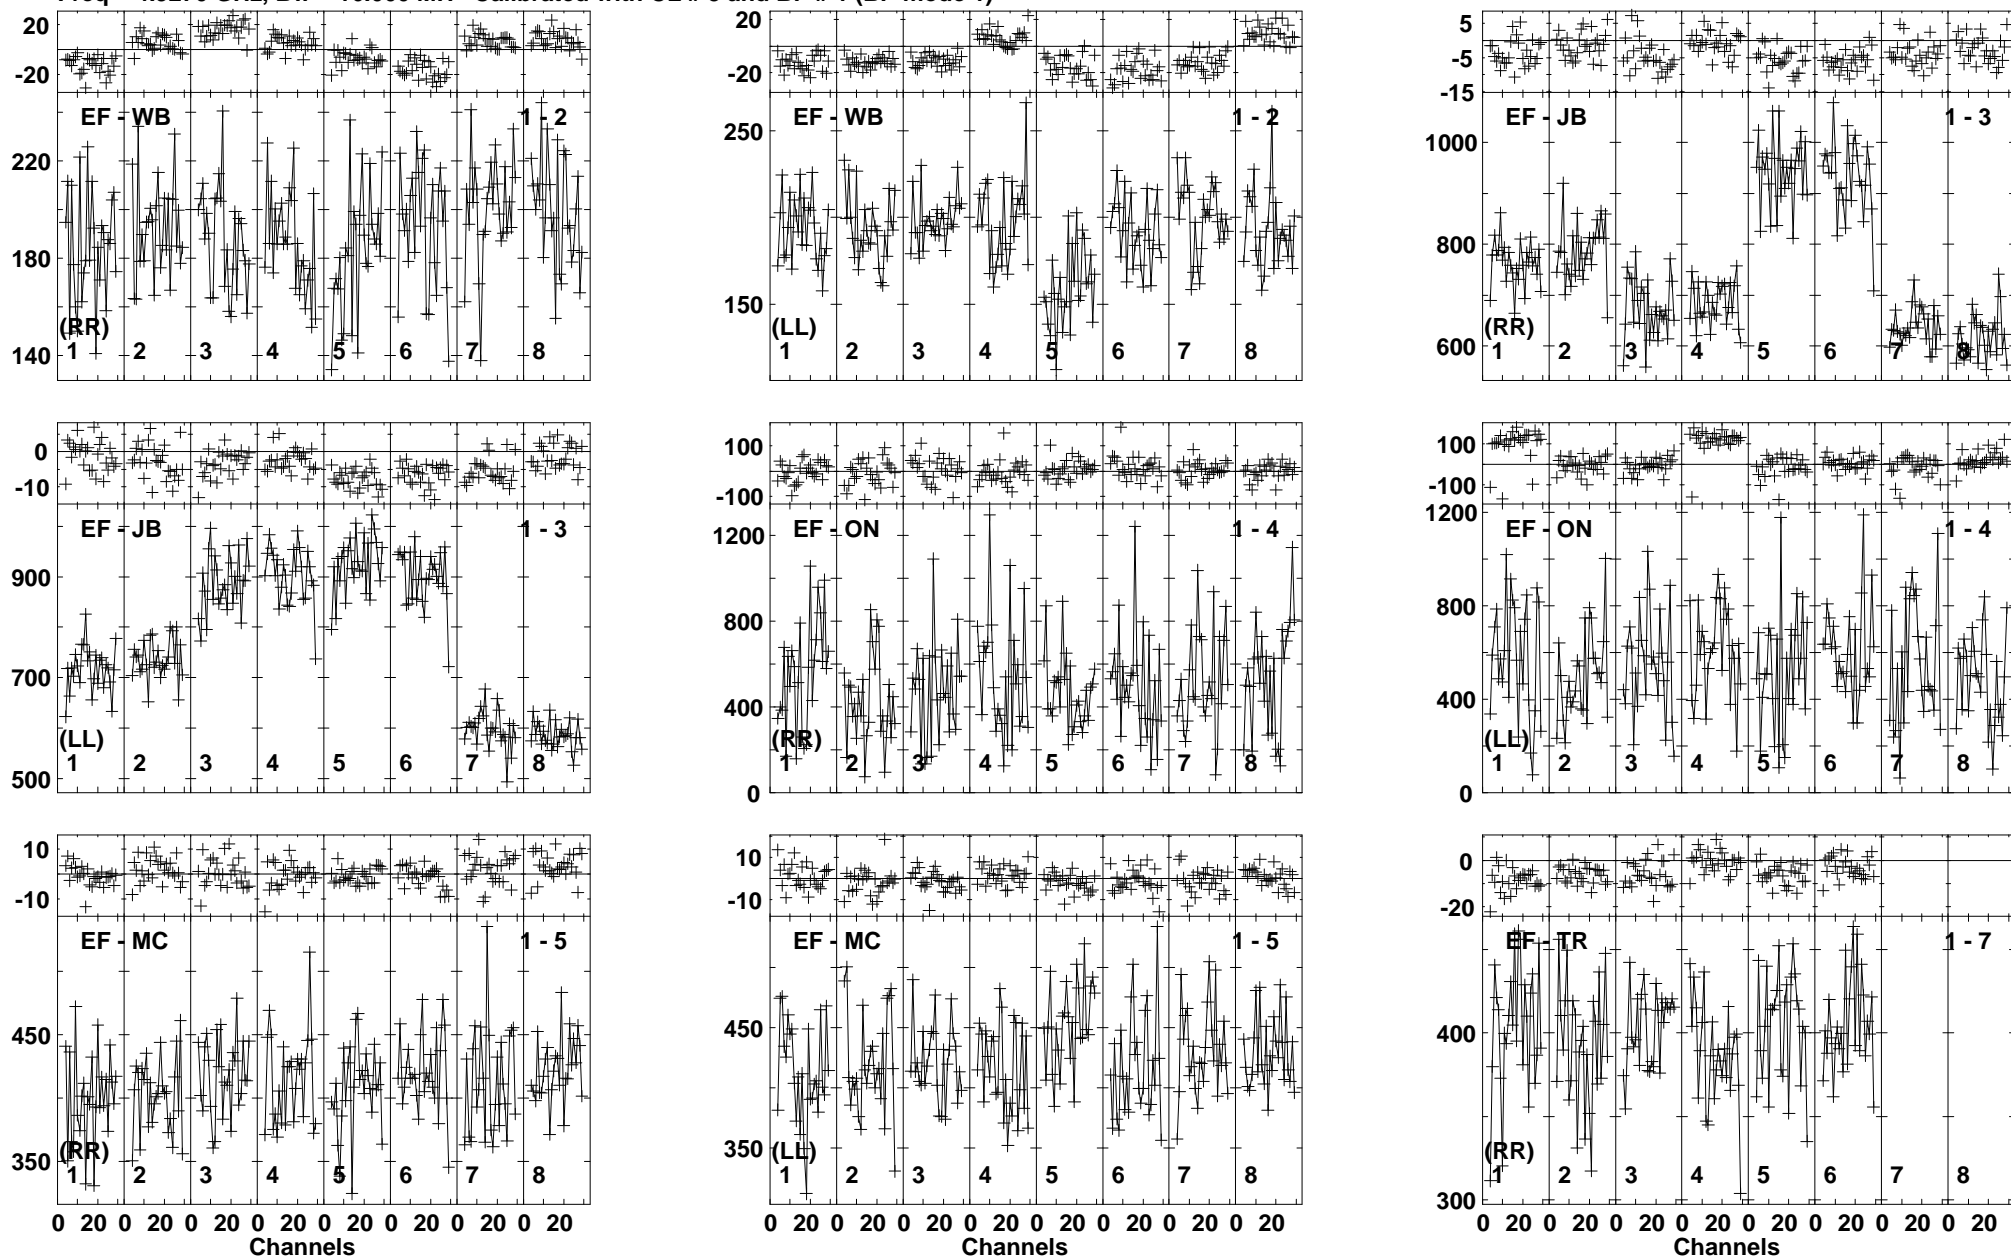 20
-20
EF - WB 1 - 2
220
180
140
(RR)
1 2 3 4 5 6 7 8
20
-20
EF - WB 1 - 2
250
150
(LL)
1 2 3 4 5 6 7 8
5
-5
-15
EF - JB 1 - 3
1000
800
600
(RR)
1 2 3 4 5 6 7 8
0
-10
EF - JB 1 - 3
900
700
500
(LL)
1 2 3 4 5 6 7 8
100
-100
EF - ON 1 - 4
1200
800
400
0
(RR)
1 2 3 4 5 6 7 8
100
-100
EF - ON 1 - 4
1200
800
400
0
(LL)
1 2 3 4 5 6 7 8
10
-10
EF - MC 1 - 5
450
350
(RR)
1 2 3 4 5 6 7 8
0 20 0 20 0 20 0 20 0 20 0 20 0 20 0 20
Channels
10
-10
EF - MC 1 - 5
450
350
(LL)
1 2 3 4 5 6 7 8
0 20 0 20 0 20 0 20 0 20 0 20 0 20 0 20
Channels
0
-20
EF - TR 1 - 7
400
300
(RR)
1 2 3 4 5 6 7 8
0 20 0 20 0 20 0 20 0 20 0 20 0 20 0 20
Channels